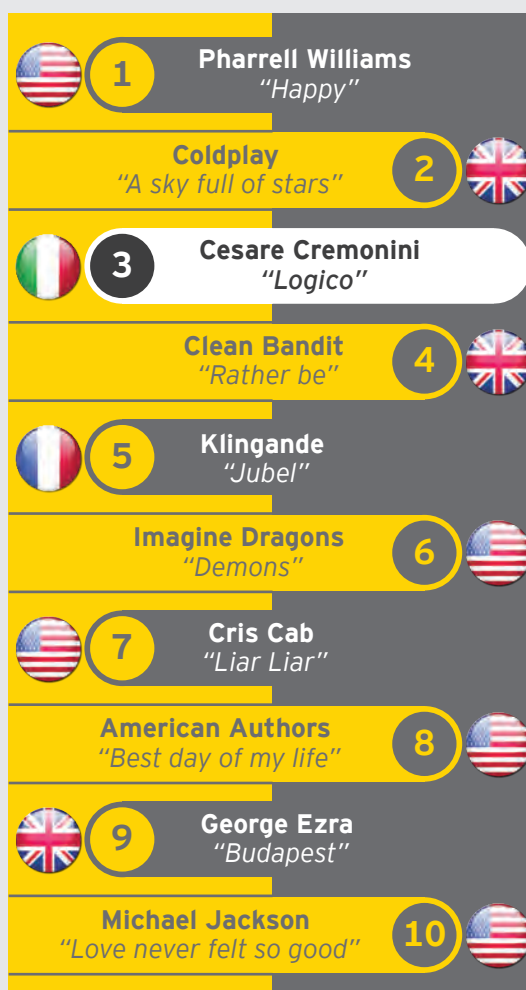 1
Pharrell Williams
“Happy”
Coldplay
“A sky full of stars”
2
3
Cesare Cremonini
“Logico”
Clean Bandit
“Rather be”
4
5
Klingande
“Jubel”
Imagine Dragons
“Demons”
6
7
Cris Cab
“Liar Liar”
American Authors
“Best day of my life”
8
9
George Ezra
“Budapest”
Michael Jackson
“Love never felt so good”
10